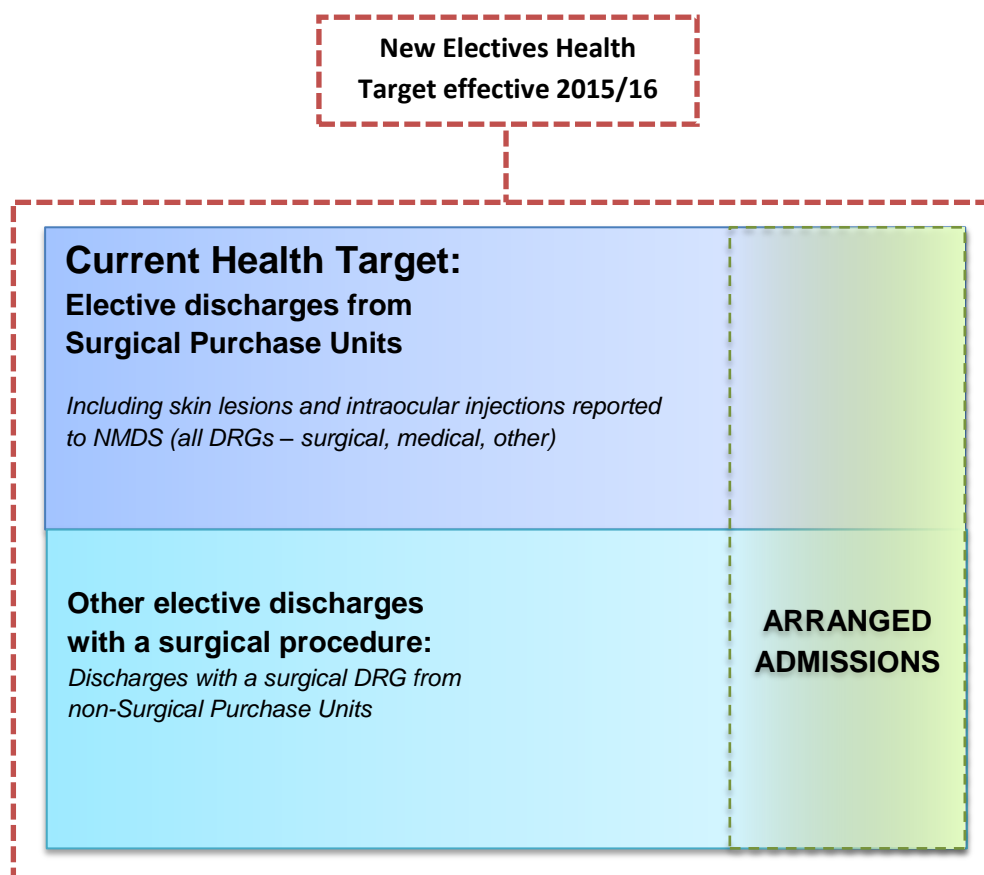 New Electives Health
Target effective 2015/16
Current Health Target:
Elective discharges from
Surgical Purchase Units
Including skin lesions and intraocular injections reported
to NMDS (all DRGs – surgical, medical, other)
Other elective discharges
with a surgical procedure:
Discharges with a surgical DRG from
non-Surgical Purchase Units
ARRANGED
ADMISSIONS